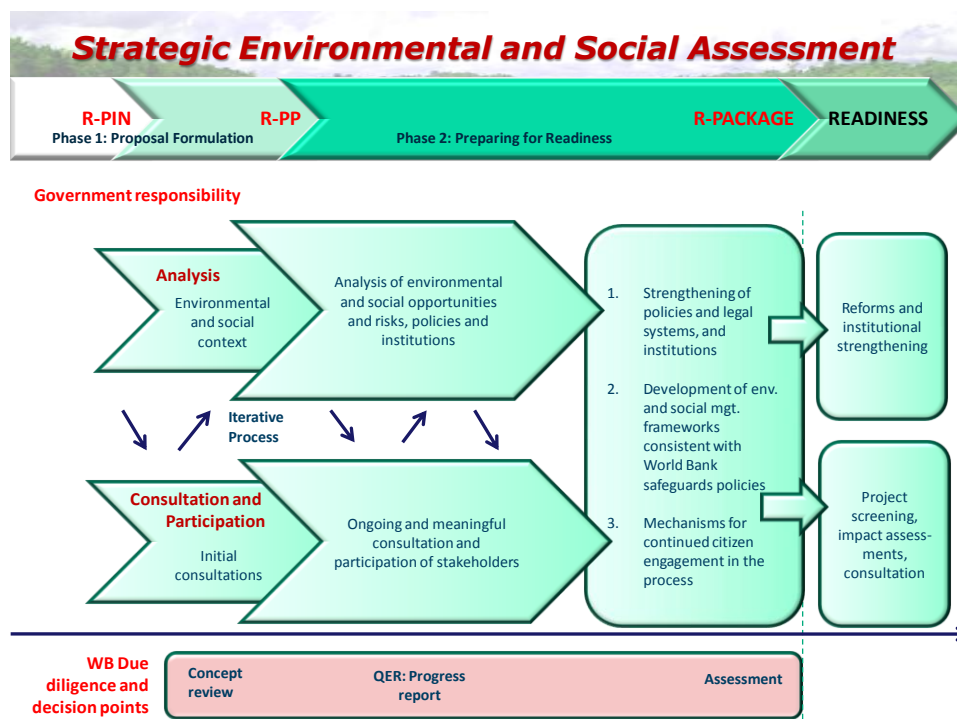 Strategic Environmental and Social Assessment
R-PIN
R-PP
R-PACKAGE
READINESS
Phase 1: Proposal Formulation
Phase 2: Preparing for Readiness
Government responsibility
Analysis
Environmental
and social
context
Analysis of environmental
and social opportunities
and risks, policies and
institutions
Iterative
Process
Consultation and
Participation
Initial
consultations
Ongoing and meaningful
consultation and
participation of stakeholders
1. Strengthening of
policies and legal
systems, and
institutions
2. Development of env.
and social mgt.
frameworks
consistent with
World Bank
safeguards policies
3. Mechanisms for
continued citizen
engagement in the
process
Reforms and
institutional
strengthening
Project
screening,
impact assess-
ments,
consultation
WB Due
diligence and
decision points
Concept
review
QER: Progress
report
Assessment